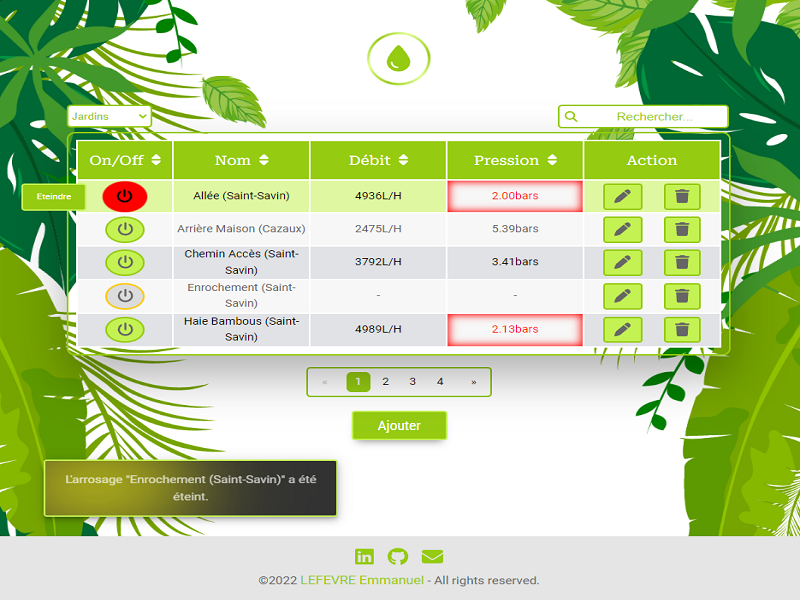 Jardins
Rechercher...
On/Off Nom Débit Pression Action
Eteindre
Allée (Saint-Savin) 4936L/H 2.00bars
Arrière Maison (Cazaux) 2475L/H 5.39bars
Chemin Accès (Saint-
Savin) 3792L/H 3.41bars
Enrochement (Saint-
Savin) - -
Haie Bambous (Saint-
Savin) 4989L/H 2.13bars
« 1 2 3 4 »
Ajouter
L'arrosage "Enrochement (Saint-Savin)" a été
éteint.
©2022 LEFEVRE Emmanuel - All rights reserved.